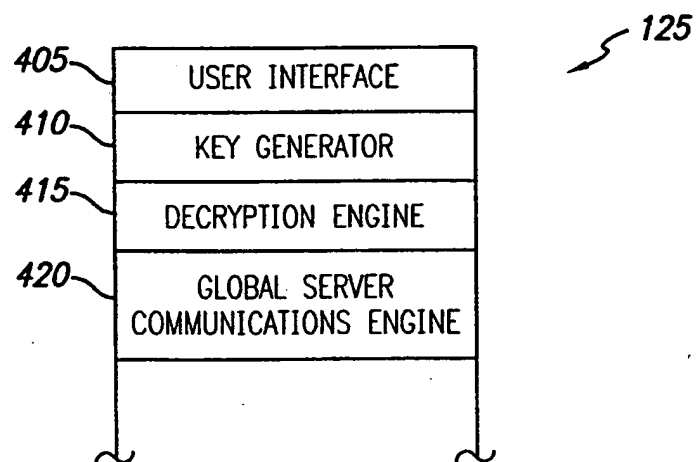 125
405 USER INTERFACE
410 KEY GENERATOR
415 DECRYPTION ENGINE
420 GLOBAL SERVER
COMMUNICATIONS ENGINE